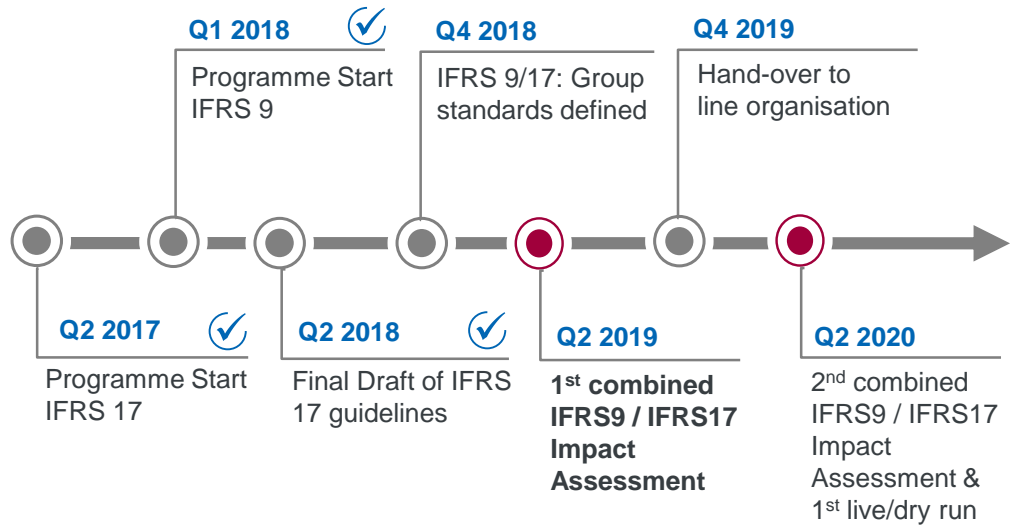 Q1 2018
Programme Start
IFRS 9
Q4 2018
IFRS 9/17: Group
standards defined
Q4 2019
Hand-over to
line organisation
Q2 2017
Programme Start
IFRS 17
Q2 2018
Final Draft of IFRS
17 guidelines
Q2 2019
1st combined
IFRS9 / IFRS17
Impact
Assessment
Q2 2020
2nd combined
IFRS9 / IFRS17
Impact
Assessment &
1st live/dry run